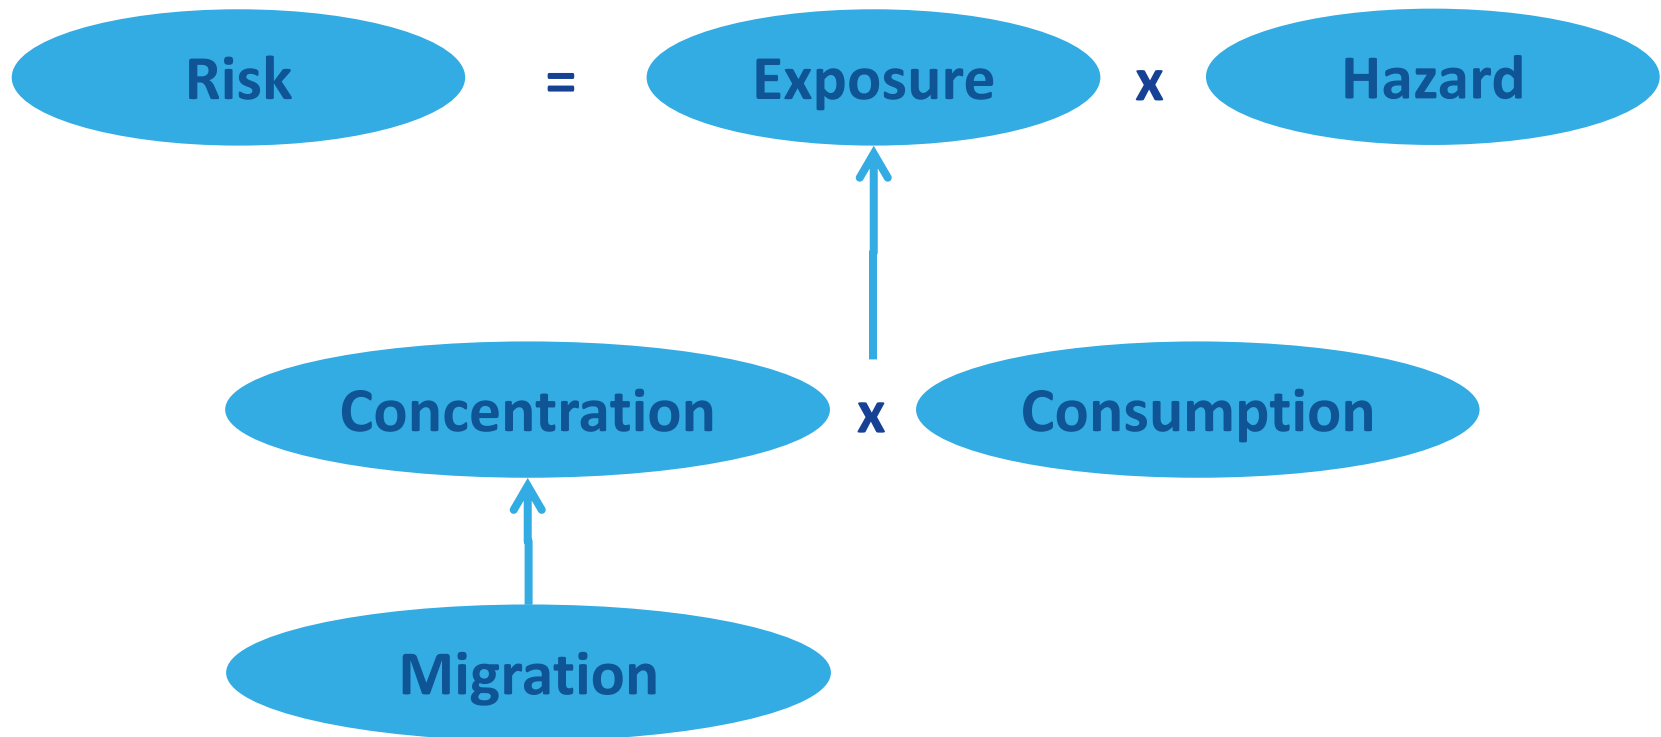 Risk = Exposure x Hazard
Concentration x Consumption
Migration